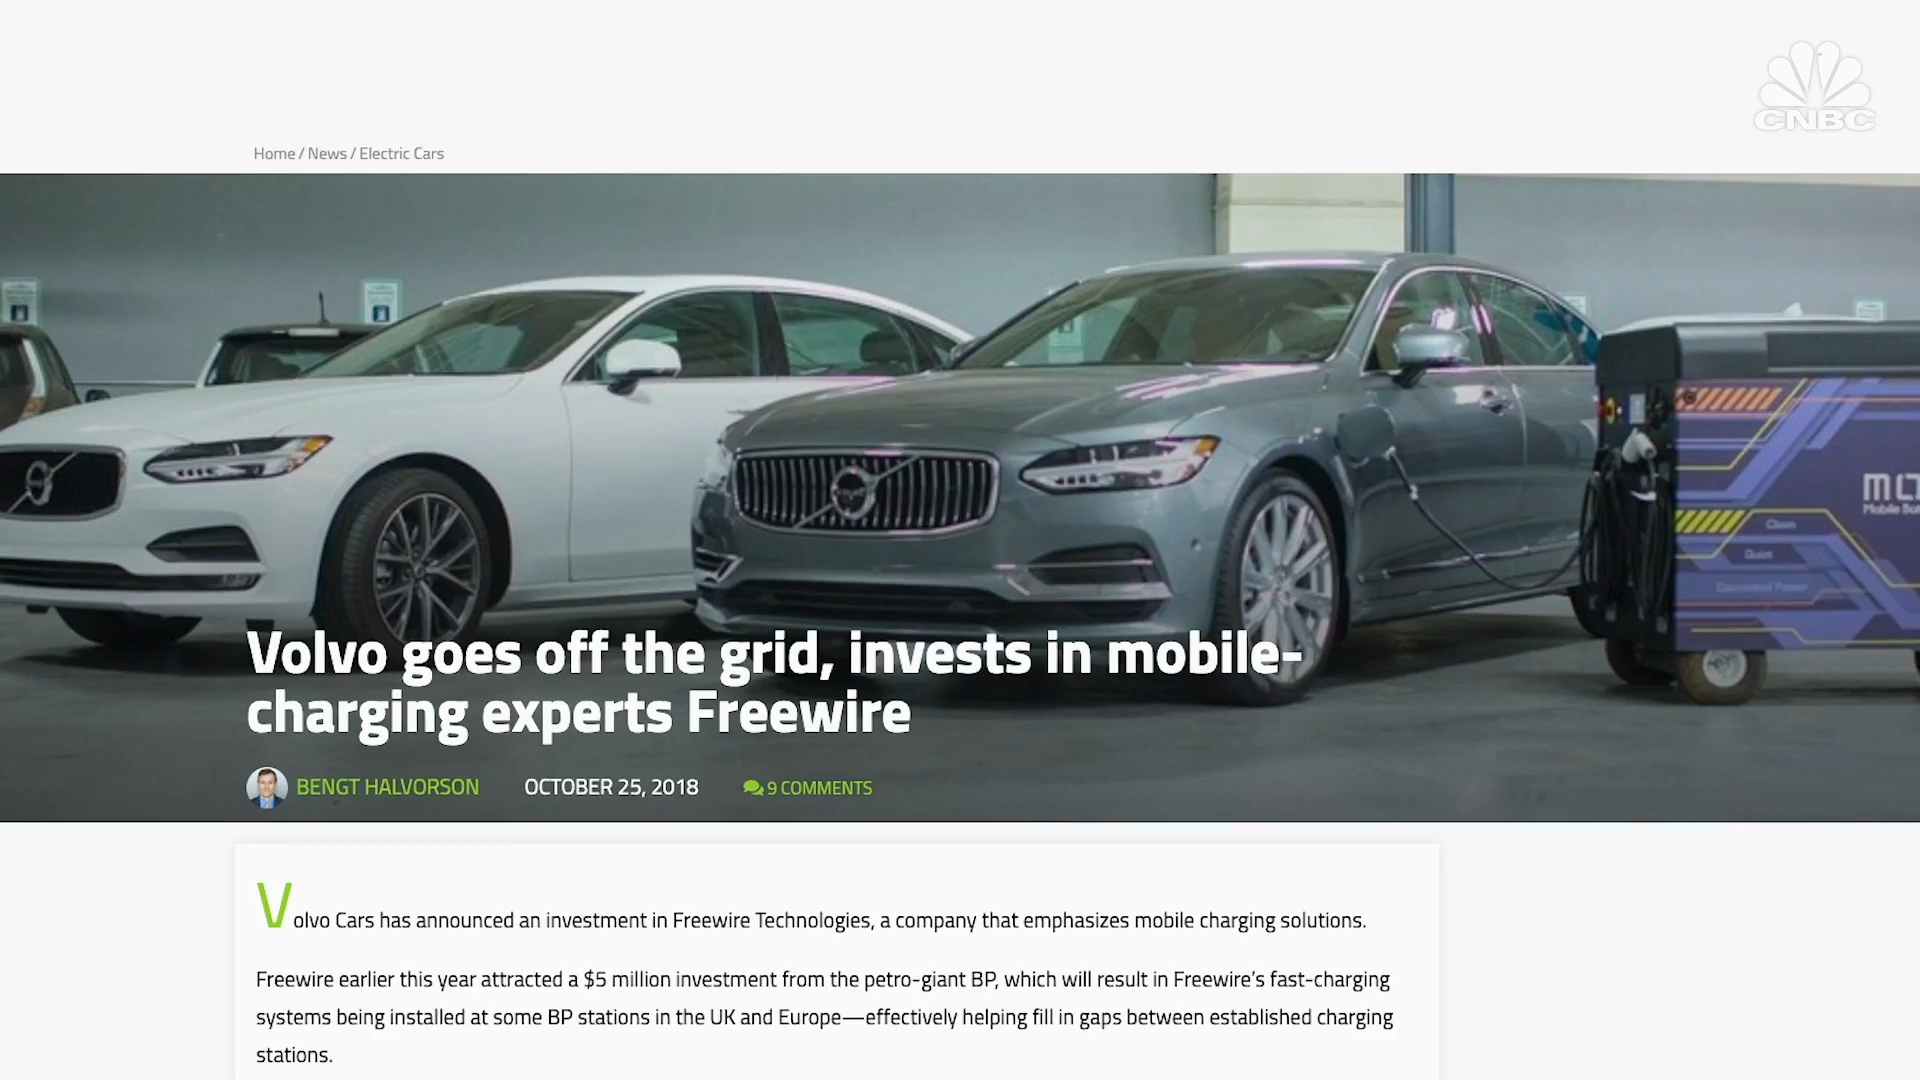 CNBC
Home / News / Electric Cars
Clean
Quiet
Connected Power
Volvo goes off the grid, invests in mobile-
charging experts Freewire
BENGT HALVORSON OCTOBER 25, 2018 9 COMMENTS
Volvo Cars has announced an investment in Freewire Technologies, a company that emphasizes mobile charging solutions.
Freewire earlier this year attracted a $5 million investment from the petro-giant BP, which will result in Freewire’s fast-charging
systems being installed at some BP stations in the UK and Europe—effectively helping fill in gaps between established charging
stations.